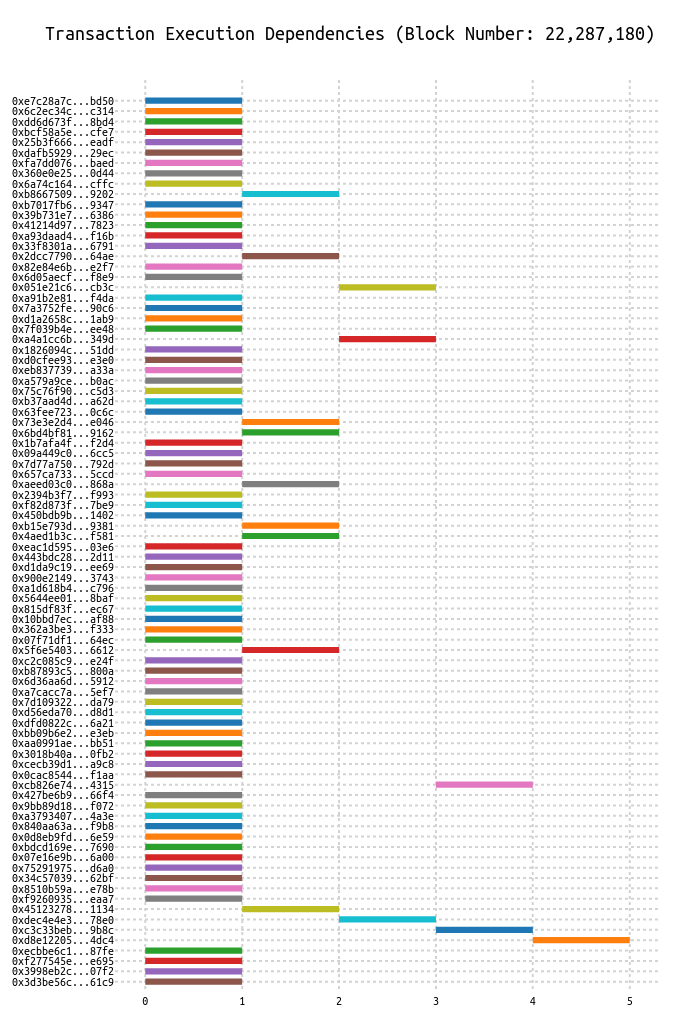 Transaction Execution Dependencies (Block Number: 22,287,180)
0xe7c28a7c...bd50
0x6c2ec34c...c314
0xdd6d673f...8bd4
0xbcf58a5e...cfe7
0x25b3f666...eadf
0xdafb5929...29ec
0xfa7dd076...baed
0x360e0e25...0d44
0x6a74c164...cffc
0xb8667509...9202
0xb7017fb6...9347
0x39b731e7...6386
0x41214d97...7823
0xa93daad4...f16b
0x33f8301a...6791
0x2dcc7790...64ae
0x82e84e6b...e2f7
0x6d05aecf...f8e9
0x051e21c6...cb3c
0xa91b2e81...f4da
0x7a3752fe...90c6
0xd1a2658c...1ab9
0x7f039b4e...ee48
0xa4a1cc6b...349d
0x1826094c...51dd
0xd0cfee93...e3e0
0xeb837739...a33a
0xa579a9ce...b0ac
0x75c76f90...c5d3
0xb37aad4d...a62d
0x63fee723...0c6c
0x73e3e2d4...e046
0x6bd4bf81...9162
0x1b7afa4f...f2d4
0x09a449c0...6cc5
0x7d77a750...792d
0x657ca733...5ccd
0xaeed03c0...868a
0x2394b3f7...f993
0xf82d873f...7be9
0x450bdb9b...1402
0xb15e793d...9381
0x4aed1b3c...f581
0xeac1d595...03e6
0x443bdc28...2d11
0xd1da9c19...ee69
0x900e2149...3743
0xa1d618b4...c796
0x5644ee01...8baf
0x815df83f...ec67
0x10bbd7ec...af88
0x362a3be3...f333
0x07f71df1...64ec
0x5f6e5403...6612
0xc2c085c9...e24f
0xb87893c5...800a
0x6d36aa6d...5912
0xa7cacc7a...5ef7
0x7d109322...da79
0xd56eda70...d8d1
0xdfd0822c...6a21
0xbb09b6e2...e3eb
0xaa0991ae...bb51
0x3018b40a...0fb2
0xcecb39d1...a9c8
0x0cac8544...f1aa
0xcb826e74...4315
0x427be6b9...66f4
0x9bb89d18...f072
0xa3793407...4a3e
0x840aa63a...f9b8
0x0d8eb9fd...6e59
0xbdcd169e...7690
0x07e16e9b...6a00
0x75291975...d6a0
0x34c57039...62bf
0x8510b59a...e78b
0xf9260935...eaa7
0x45123278...1134
0xdec4e4e3...78e0
0xc3c33beb...9b8c
0xd8e12205...4dc4
0xecbbe6c1...87fe
0xf277545e...e695
0x3998eb2c...07f2
0x3d3be56c...61c9
0 1 2 3 4 5